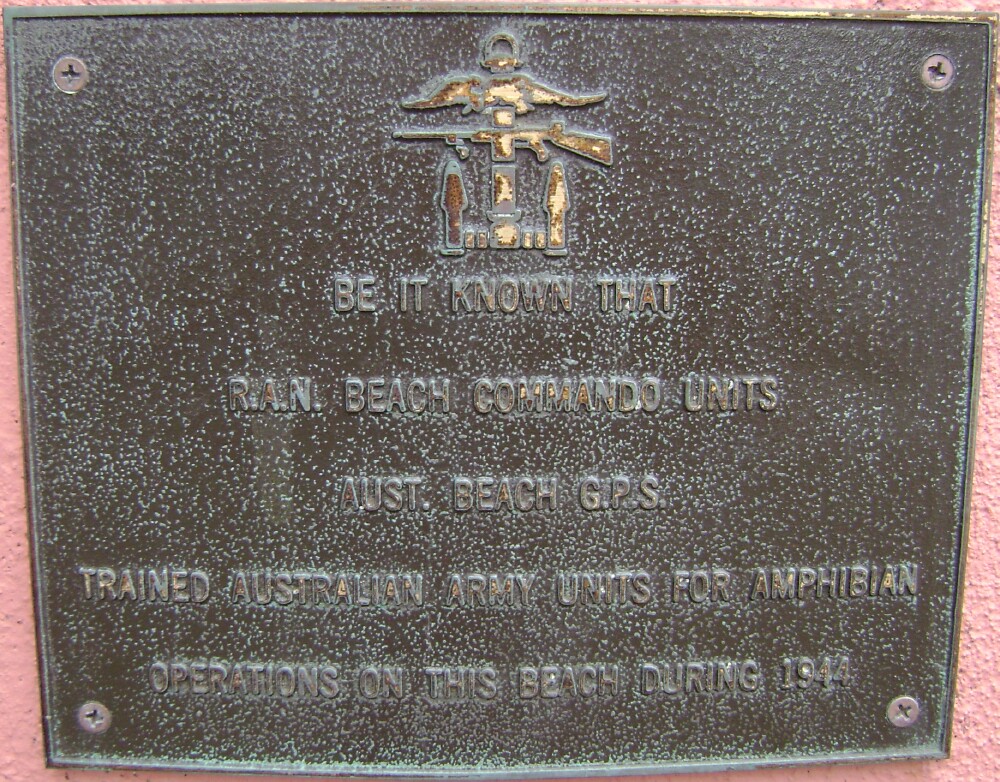 BE IT KNOWN THAT
R.A.N. BEACH COMMANDO UNITS
AUST. BEACH G.P.S.
TRAINED AUSTRALIAN ARMY UNITS FOR AMPHIBIAN
OPERATIONS ON THIS BEACH DURING 1944